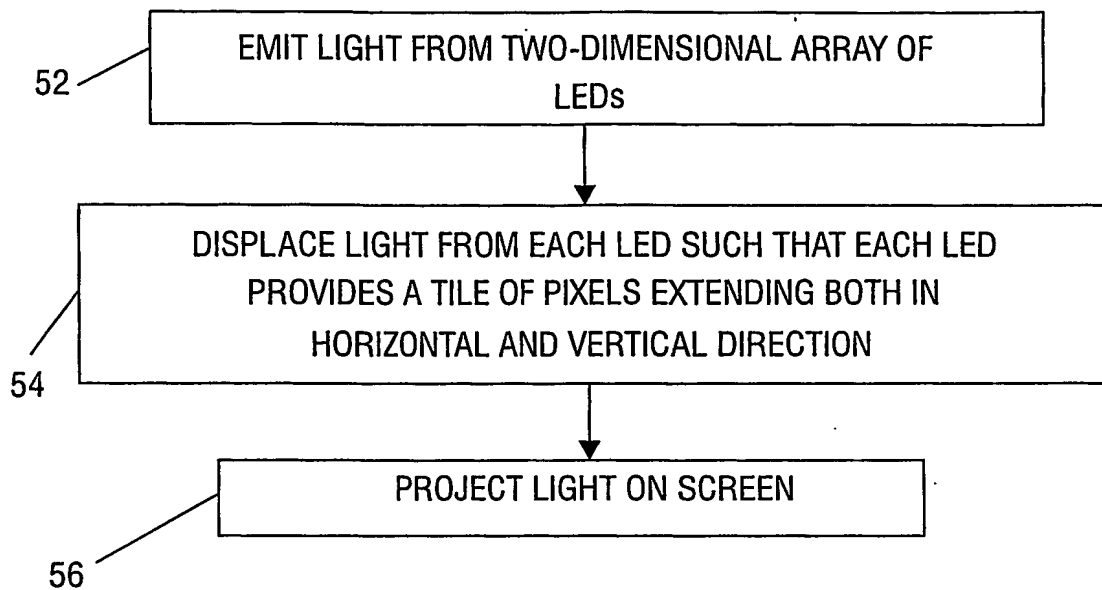 EMIT LIGHT FROM TWO-DIMENSIONAL ARRAY OF
LEDs
52
DISPLACE LIGHT FROM EACH LED SUCH THAT EACH LED
PROVIDES A TILE OF PIXELS EXTENDING BOTH IN
HORIZONTAL AND VERTICAL DIRECTION
54
PROJECT LIGHT ON SCREEN
56